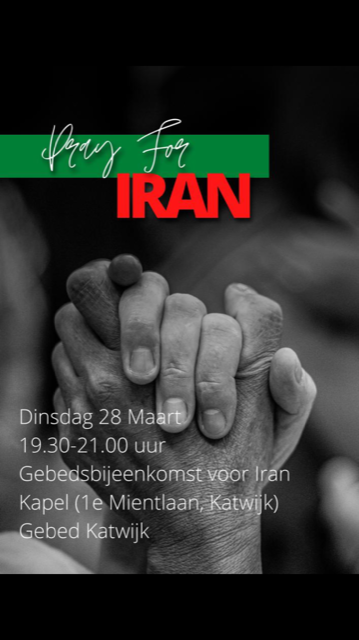 Pray For
IRAN
Dinsdag 28 Maart
19.30-21.00 uur
Gebedsbijeenkomst voor Iran
Kapel (1e Mientlaan, Katwijk)
Gebed Katwijk